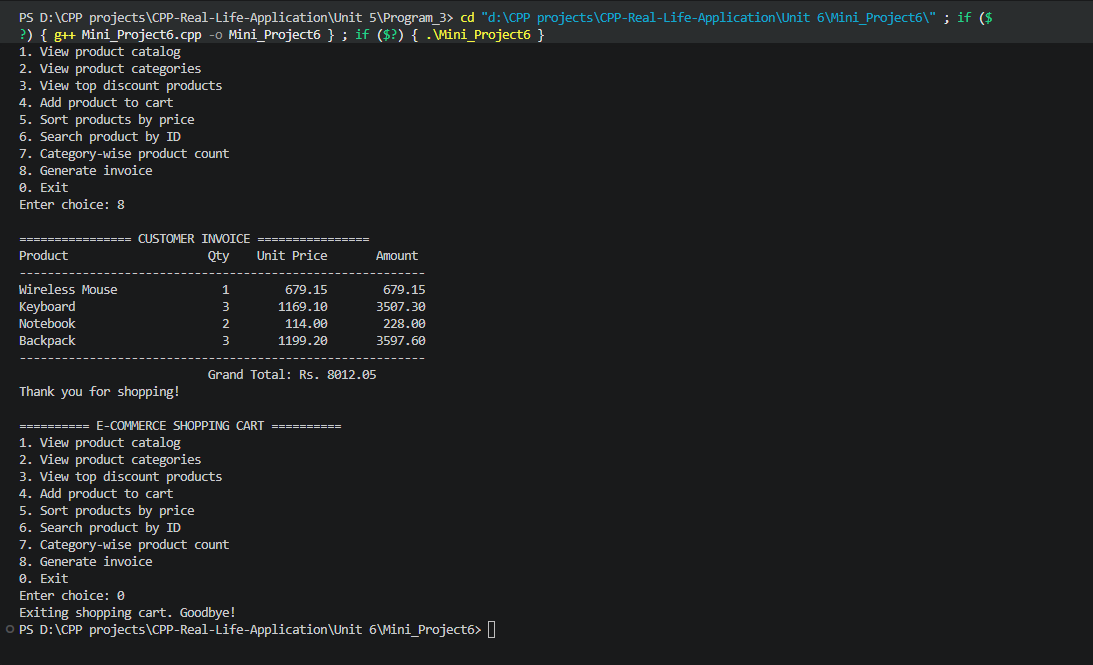 PS D:\CPP projects\CPP-Real-Life-Application\Unit 5\Program_3> cd "d:\CPP projects\CPP-Real-Life-Application\Unit 6\Mini_Project6\" ; if ($
?) { g++ Mini_Project6.cpp -o Mini_Project6 } ; if ($?) { .\Mini_Project6 }
1. View product catalog
2. View product categories
3. View top discount products
4. Add product to cart
5. Sort products by price
6. Search product by ID
7. Category-wise product count
8. Generate invoice
0. Exit
Enter choice: 8
================ CUSTOMER INVOICE ================
Product                    Qty    Unit Price       Amount
----------------------------------------------------------
Wireless Mouse               1        679.15        679.15
Keyboard                     3       1169.10       3507.30
Notebook                     2        114.00        228.00
Backpack                     3       1199.20       3597.60
----------------------------------------------------------
                           Grand Total: Rs. 8012.05
Thank you for shopping!
========== E-COMMERCE SHOPPING CART ==========
1. View product catalog
2. View product categories
3. View top discount products
4. Add product to cart
5. Sort products by price
6. Search product by ID
7. Category-wise product count
8. Generate invoice
0. Exit
Enter choice: 0
Exiting shopping cart. Goodbye!
PS D:\CPP projects\CPP-Real-Life-Application\Unit 6\Mini_Project6>